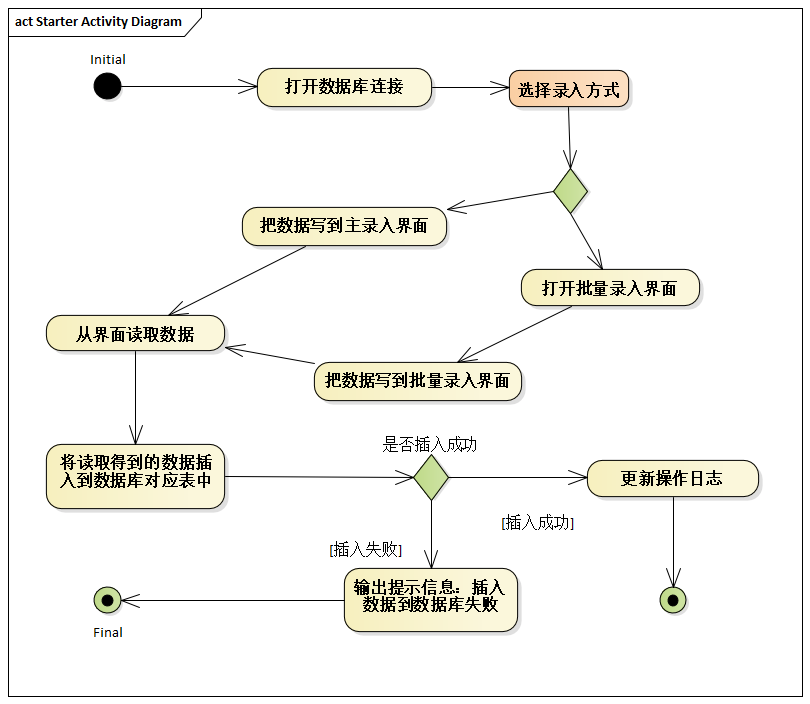 act Starter Activity Diagram
Initial
打开数据库连接
选择录入方式
把数据写到主录入界面
打开批量录入界面
从界面读取数据
把数据写到批量录入界面
是否插入成功
将读取得到的数据插
入到数据库对应表中
更新操作日志
[插入成功]
[插入失败]
输出提示信息：插入
数据到数据库失败
Final